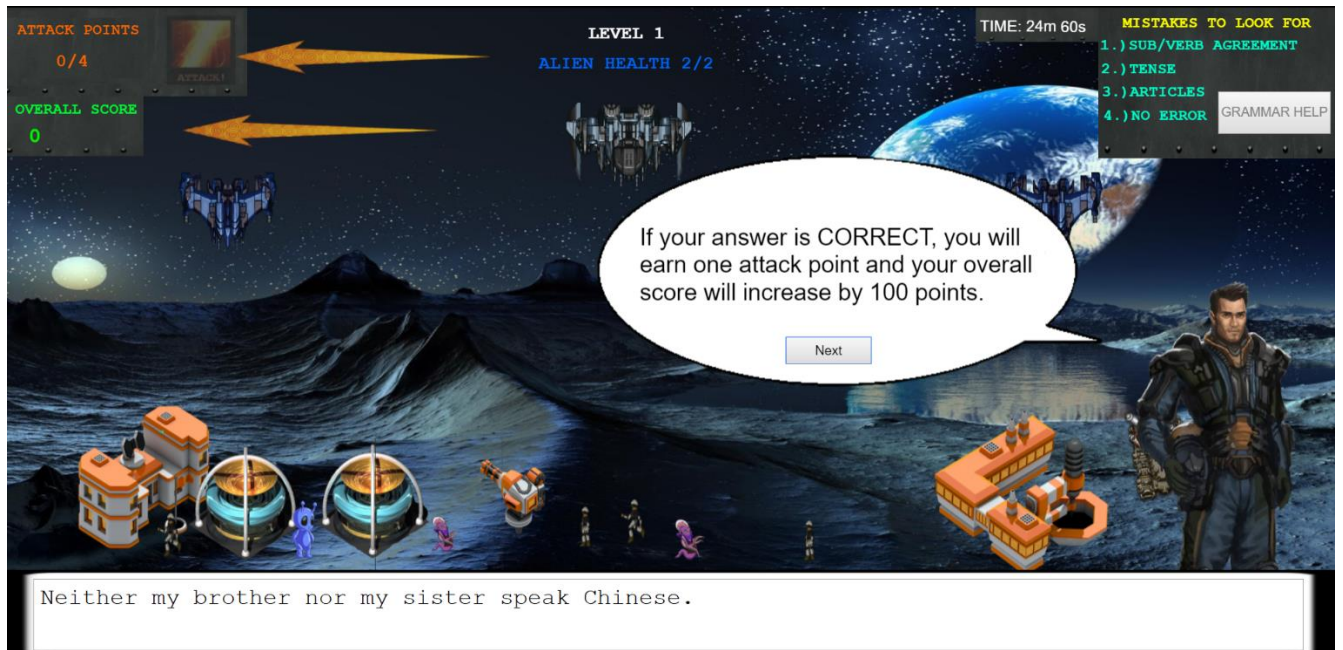 ATTACK POINTS
0/4
ATTACK!
OVERALL SCORE
0
LEVEL 1
ALIEN HEALTH 2/2
TIME: 24m 60s
MISTAKES TO LOOK FOR
1.)SUB/VERB AGREEMENT
2.)TENSE
3.)ARTICLES
4.)NO ERROR
GRAMMAR HELP
If your answer is CORRECT, you will
earn one attack point and your overall
score will increase by 100 points.
Next
Neither my brother nor my sister speak Chinese.